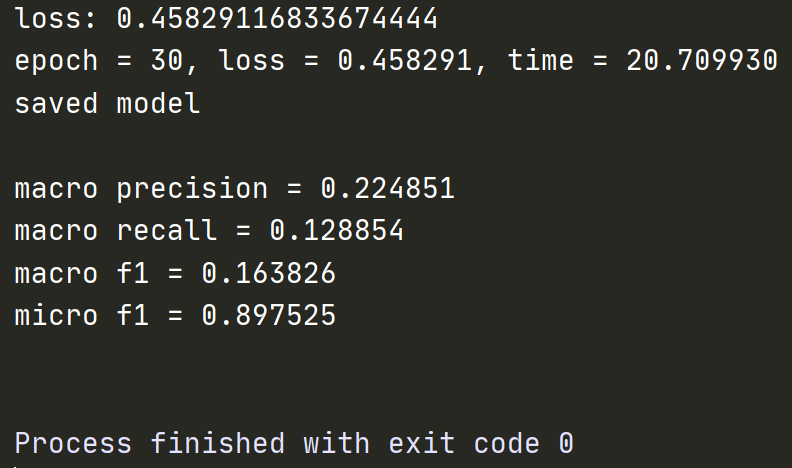 loss: 0.45829116833674444
epoch = 30, loss = 0.458291, time = 20.709930
saved model
macro precision = 0.224851
macro recall = 0.128854
macro f1 = 0.163826
micro f1 = 0.897525
Process finished with exit code 0